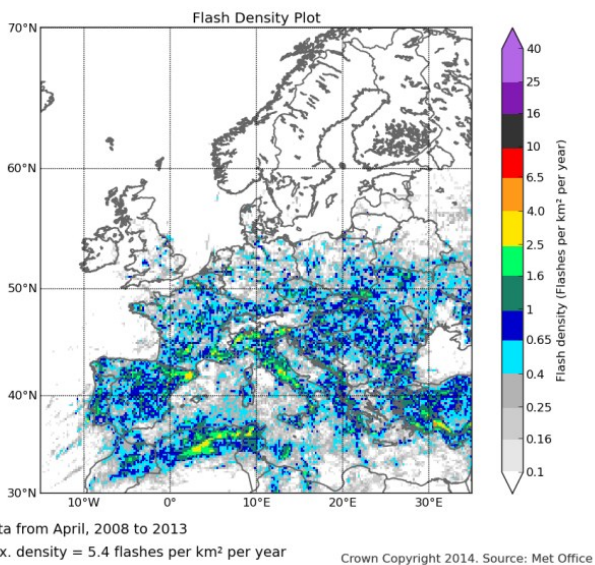 Flash Density Plot
70°N
60°N
50°N
40°N
30°N
10°W
0°
10°E
20°E
30°E
40
25
16
10
6.5
4.0
2.5
1.6
1
0.65
0.4
0.25
0.16
0.1
Flash density (Flashes per km² per year)
ta from April, 2008 to 2013
x. density = 5.4 flashes per km² per year
Crown Copyright 2014. Source: Met Office